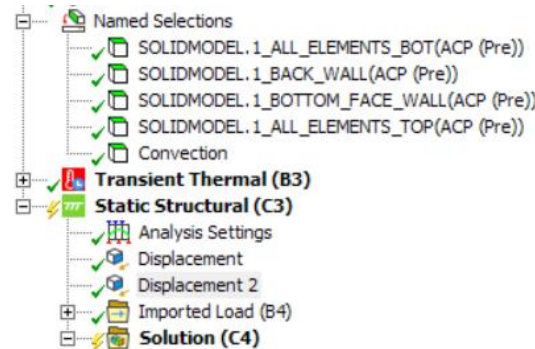 Named Selections
SOLIDMODEL.1_ALL_ELEMENTS_BOT(ACP (Pre))
SOLIDMODEL.1_BACK_WALL(ACP (Pre))
SOLIDMODEL.1_BOTTOM_FACE_WALL(ACP (Pre))
SOLIDMODEL.1_ALL_ELEMENTS_TOP(ACP (Pre))
Convection
Transient Thermal (B3)
Static Structural (C3)
Analysis Settings
Displacement
Displacement 2
Imported Load (B4)
Solution (C4)